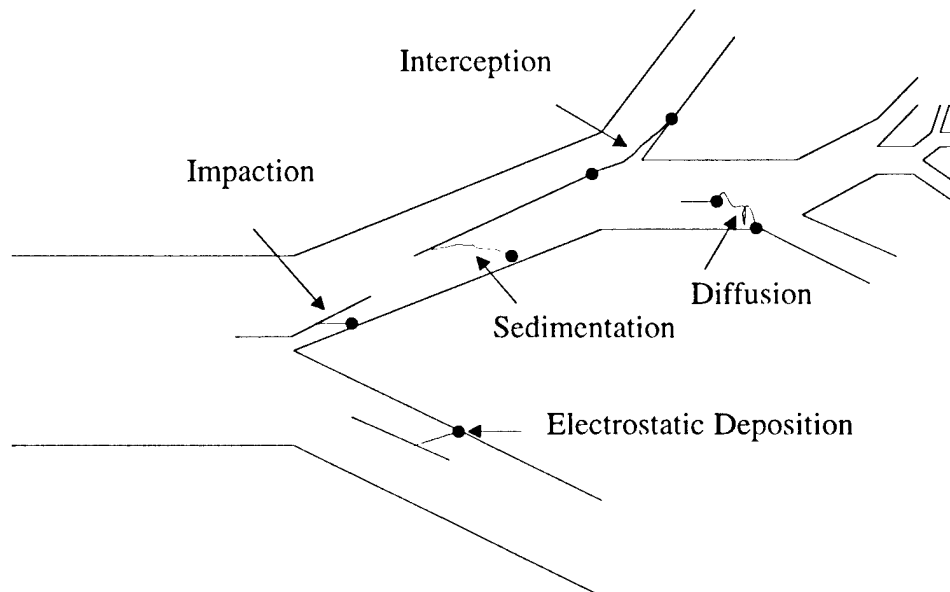 Interception
Impaction
Diffusion
Sedimentation
Electrostatic Deposition